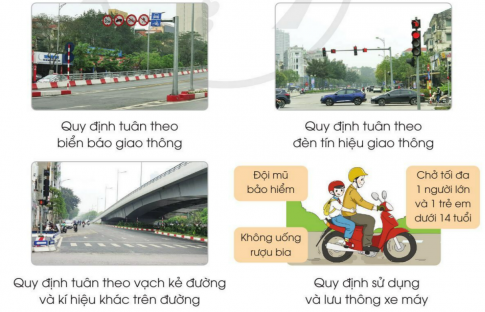 Quy định tuân theo
biển báo giao thông
Quy định tuân theo
đèn tín hiệu giao thông
Quy định tuân theo vạch kẻ đường
và kí hiệu khác trên đường
Đội mũ
bảo hiểm
Không uống
rượu bia
Chở tối đa
1 người lớn
và 1 trẻ em
dưới 14 tuổi
Quy định sử dụng
và lưu thông xe máy